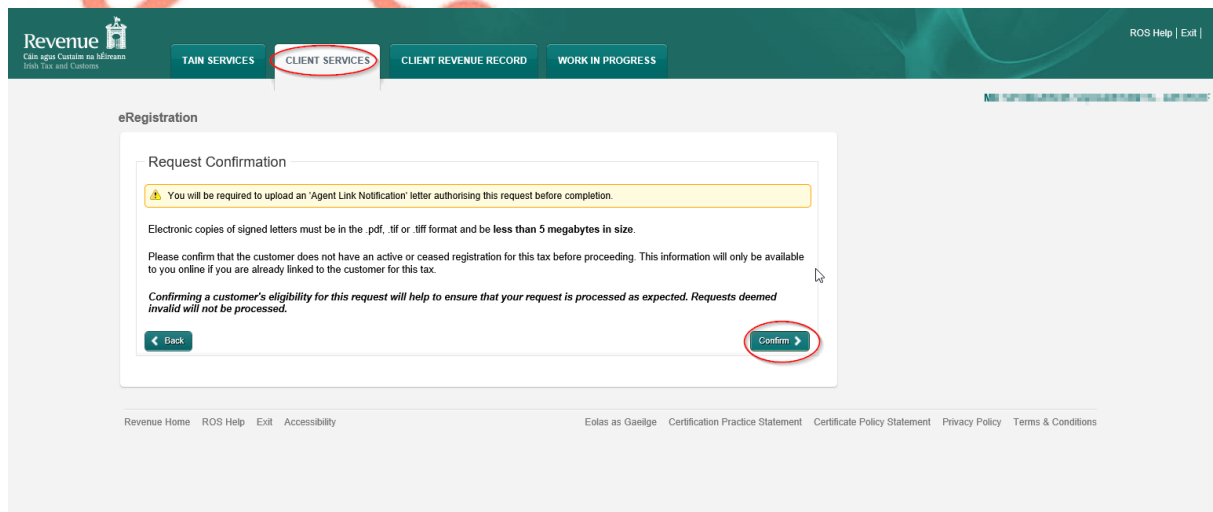 Revenue
Cáin agus Custaim na hÉireann
Irish Tax and Customs
TAIN SERVICES
CLIENT SERVICES
CLIENT REVENUE RECORD
WORK IN PROGRESS
ROS Help | Exit |
eRegistration
Request Confirmation
You will be required to upload an 'Agent Link Notification' letter authorising this request before completion.
Electronic copies of signed letters must be in the .pdf, .tif or .tiff format and be less than 5 megabytes in size.
Please confirm that the customer does not have an active or ceased registration for this tax before proceeding. This information will only be available
to you online if you are already linked to the customer for this tax.
Confirming a customer's eligibility for this request will help to ensure that your request is processed as expected. Requests deemed
invalid will not be processed.
Back
Confirm
Revenue Home ROS Help Exit Accessibility
Eolas as Gaeilge Certification Practice Statement Certificate Policy Statement Privacy Policy Terms & Conditions